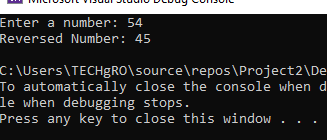 Microsoft Visual Studio Debug Console
Enter a number: 54
Reversed Number: 45
C:\Users\TECHgRO\source\repos\Project2\De
To automatically close the console when d
le when debugging stops.
Press any key to close this window . . .